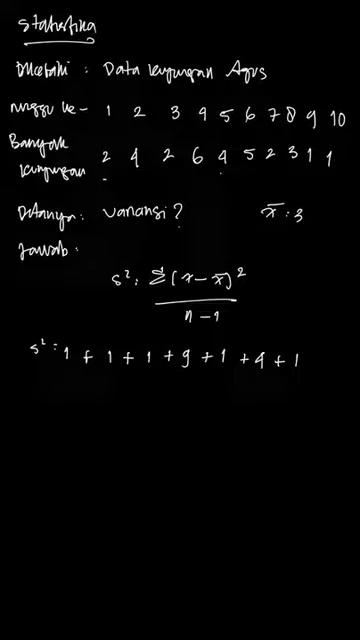 Statistika
Diketahui : Data kunjungan Agus
Minggu ke- 1 2 3 4 5 6 7 8 9 10
Banyak
kunjungan 2 4 2 6 4 5 2 3 1 1
Ditanya : Variansi ? x̄ : 3
Jawab :
s² : Σ(x - x̄)²
n - 1
s² : 1 + 1 + 1 + 9 + 1 + 4 + 1